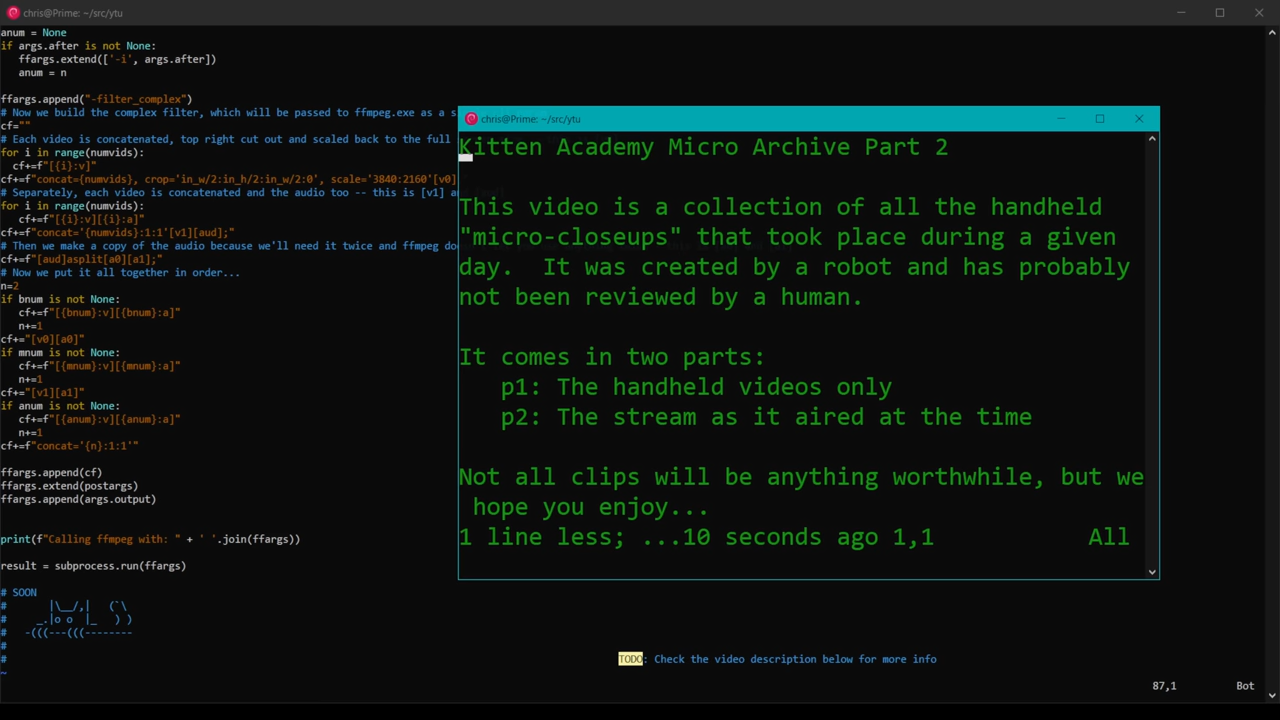 chris@Prime: ~/src/ytu
anum = None
if args.after is not None:
   ffargs.extend(['-i', args.after])
   anum = n
ffargs.append("-filter_complex")
# Now we build the complex filter, which will be passed to ffmpeg.exe as a s
cf=""
# Each video is concatenated, top right cut out and scaled back to the full
for i in range(numvids):
  cf+=f"[{i}:v]"
cf+=f"concat={numvids}, crop='in_w/2:in_h/2:in_w/2:0', scale='3840:2160'[v0]
# Separately, each video is concatenated and the audio too -- this is [v1] a
for i in range(numvids):
   cf+=f"[{i}:v][{i}:a]"
cf+=f"concat='{numvids}:1:1'[v1][aud];"
# Then we make a copy of the audio because we'll need it twice and ffmpeg do
cf+="[aud]asplit[a0][a1];"
# Now we put it all together in order...
n=2
if bnum is not None:
   cf+=f"[{bnum}:v][{bnum}:a]"
   n+=1
cf+="[v0][a0]"
if mnum is not None:
   cf+=f"[{mnum}:v][{mnum}:a]"
   n+=1
cf+="[v1][a1]"
if anum is not None:
   cf+=f"[{anum}:v][{anum}:a]"
   n+=1
cf+=f"concat='{n}:1:1'"
ffargs.append(cf)
ffargs.extend(postargs)
ffargs.append(args.output)
print(f"Calling ffmpeg with: " + ' '.join(ffargs))
result = subprocess.run(ffargs)
# SOON
#      |\__/,|   (`\
#    _.|o o  |_   ) )
#  -(((---(((--------
#
#
~
chris@Prime: ~/src/ytu
Kitten Academy Micro Archive Part 2
This video is a collection of all the handheld
"micro-closeups" that took place during a given
day.  It was created by a robot and has probably
not been reviewed by a human.
It comes in two parts:
   p1: The handheld videos only
   p2: The stream as it aired at the time
Not all clips will be anything worthwhile, but we
 hope you enjoy...
1 line less; ...10 seconds ago 1,1           All
TODO: Check the video description below for more info
87,1          Bot